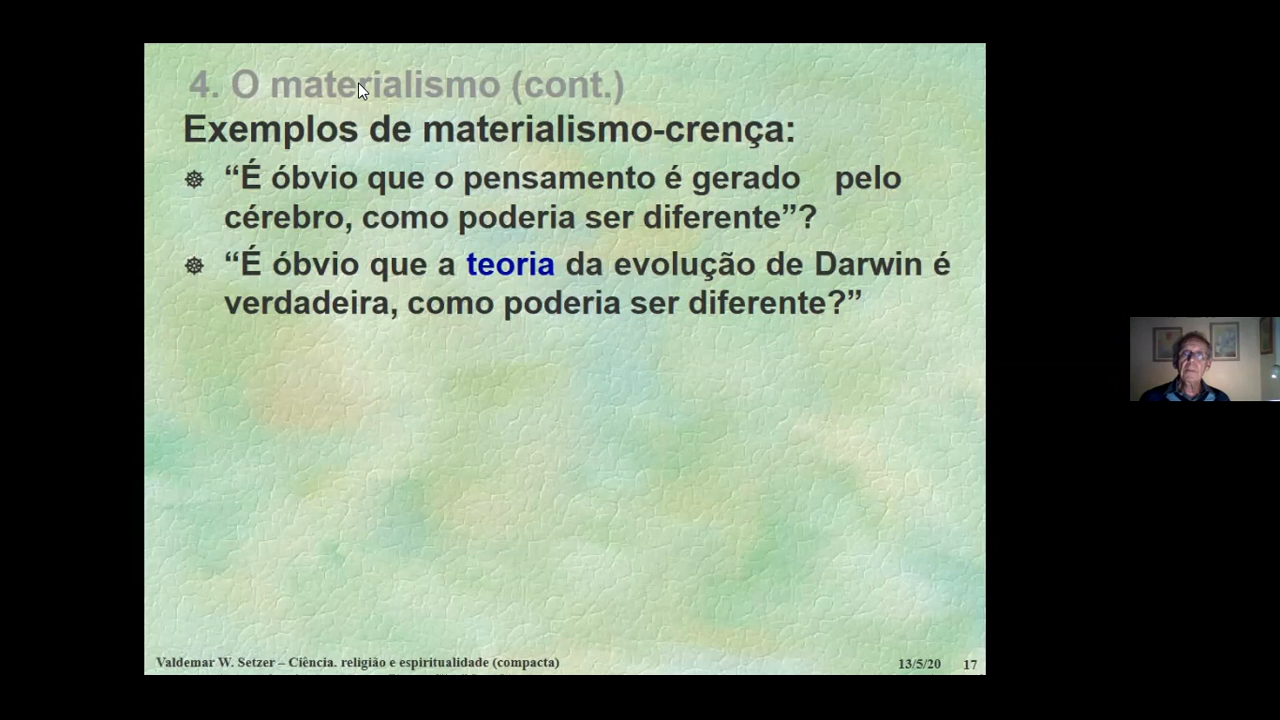 4. O materialismo (cont.)
Exemplos de materialismo-crença:
“É óbvio que o pensamento é gerado pelo
cérebro, como poderia ser diferente”?
“É óbvio que a teoria da evolução de Darwin é
verdadeira, como poderia ser diferente?”
Valdemar W. Setzer – Ciência. religião e espiritualidade (compacta)
13/5/20 17